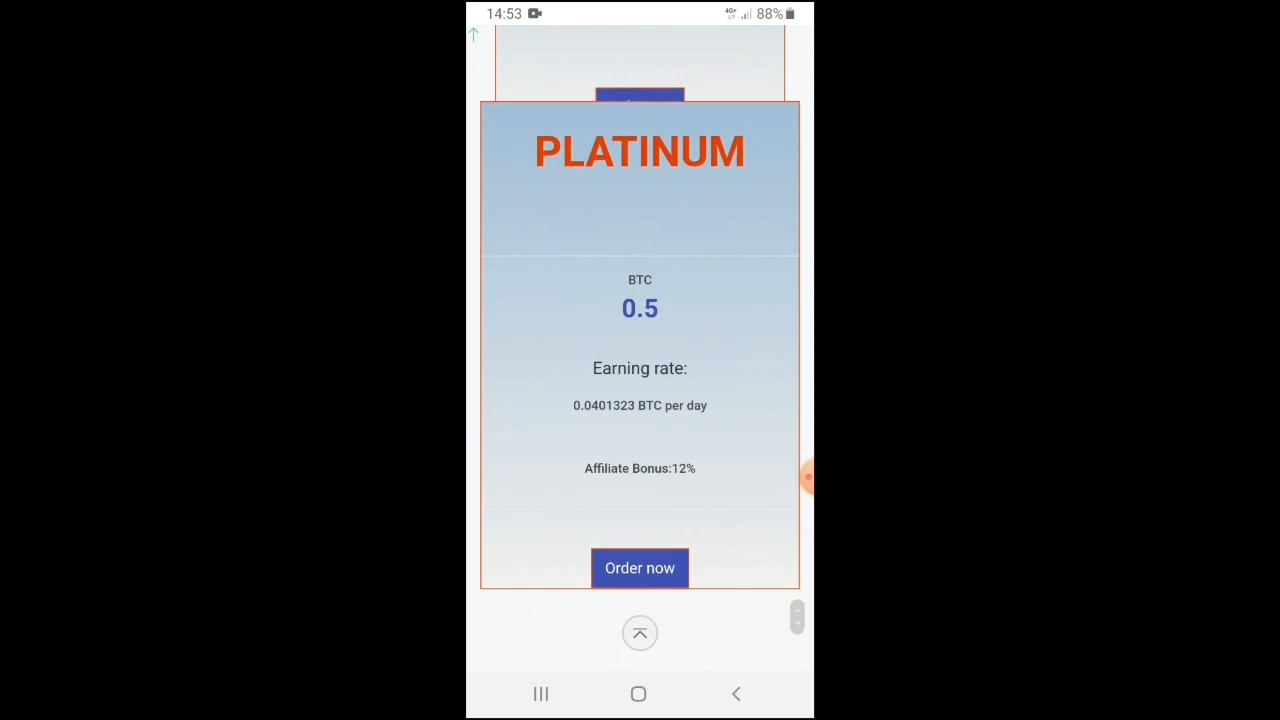 14:53 4G+ 88%
PLATINUM
BTC
0.5
Earning rate:
0.0401323 BTC per day
Affiliate Bonus:12%
Order now